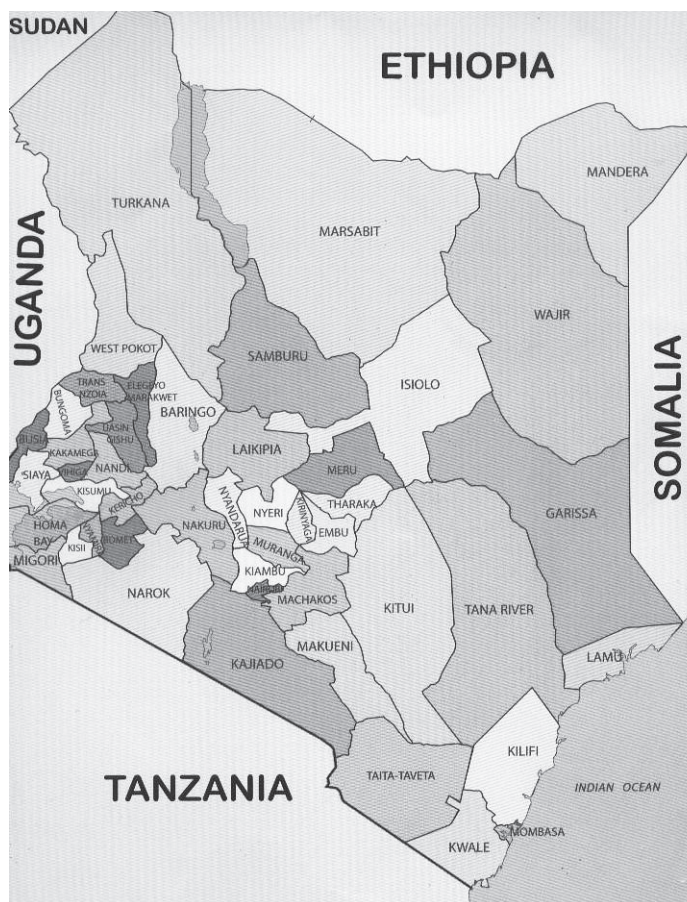 SUDAN
ETHIOPIA
MANDERA
TURKANA
MARSABIT
UGANDA
WAJIR
WEST POKOT
SAMBURU
ISIOLO
SOMALIA
TRANS
NZOIA
ELEGEYO
MARAKWET
BUNGOMA
BARINGO
BUSIA
UASIN
GISHU
KAKAMEGA
LAIKIPIA
VIHIGA
NANDI
MERU
SIAYA
KISUMU
KERICHO
NYANDARUA
NYERI
KIRINYAGA
THARAKA
GARISSA
HOMA
BAY
NAKURU
EMBU
KISII
BOMET
MURANGA
MIGORI
KIAMBU
NAIROBI
NAROK
MACHAKOS
KITUI
TANA RIVER
MAKUENI
KAJIADO
LAMU
KILIFI
TAITA-TAVETA
TANZANIA
INDIAN OCEAN
MOMBASA
KWALE